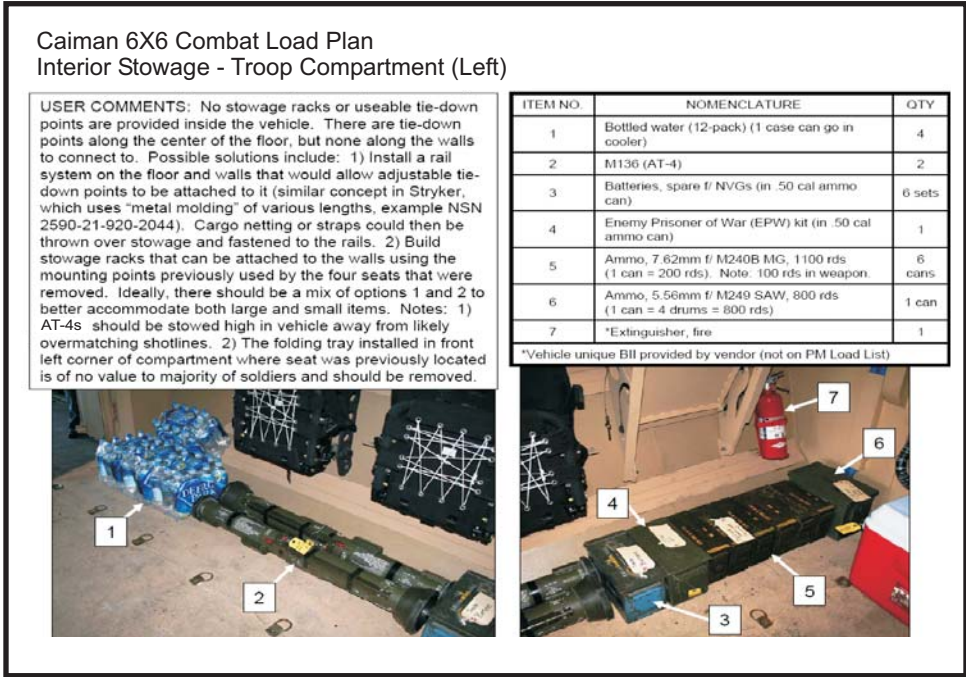 Caiman 6X6 Combat Load Plan
Interior Stowage - Troop Compartment (Left)
USER COMMENTS: No stowage racks or useable tie-down
points are provided inside the vehicle. There are tie-down
points along the center of the floor, but none along the walls
to connect to. Possible solutions include: 1) Install a rail
system on the floor and walls that would allow adjustable tie-
down points to be attached to it (similar concept in Stryker,
which uses “metal molding” of various lengths, example NSN
2590-21-920-2044). Cargo netting or straps could then be
thrown over stowage and fastened to the rails. 2) Build
stowage racks that can be attached to the walls using the
mounting points previously used by the four seats that were
removed. Ideally, there should be a mix of options 1 and 2 to
better accommodate both large and small items. Notes: 1)
AT-4s should be stowed high in vehicle away from likely
overmatching shotlines. 2) The folding tray installed in front
left corner of compartment where seat was previously located
is of no value to majority of soldiers and should be removed.
ITEM NO. NOMENCLATURE QTY
1 Bottled water (12-pack) (1 case can go in
cooler) 4
2 M136 (AT-4) 2
3 Batteries, spare f/ NVGs (in .50 cal ammo
can) 6 sets
4 Enemy Prisoner of War (EPW) kit (in .50 cal
ammo can) 1
5 Ammo, 7.62mm f/ M240B MG, 1100 rds
(1 can = 200 rds). Note: 100 rds in weapon. 6
cans
6 Ammo, 5.56mm f/ M249 SAW, 800 rds
(1 can = 4 drums = 800 rds) 1 can
7 *Extinguisher, fire 1
*Vehicle unique BII provided by vendor (not on PM Load List)
1
DEER
PARK
2
7
6
4
5
3